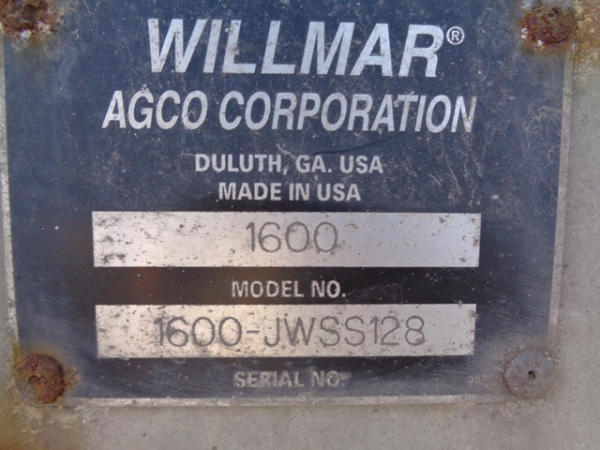 WILLMAR®
AGCO CORPORATION
DULUTH, GA. USA
MADE IN USA
1600
MODEL NO.
1600-JWSS128
SERIAL NO.